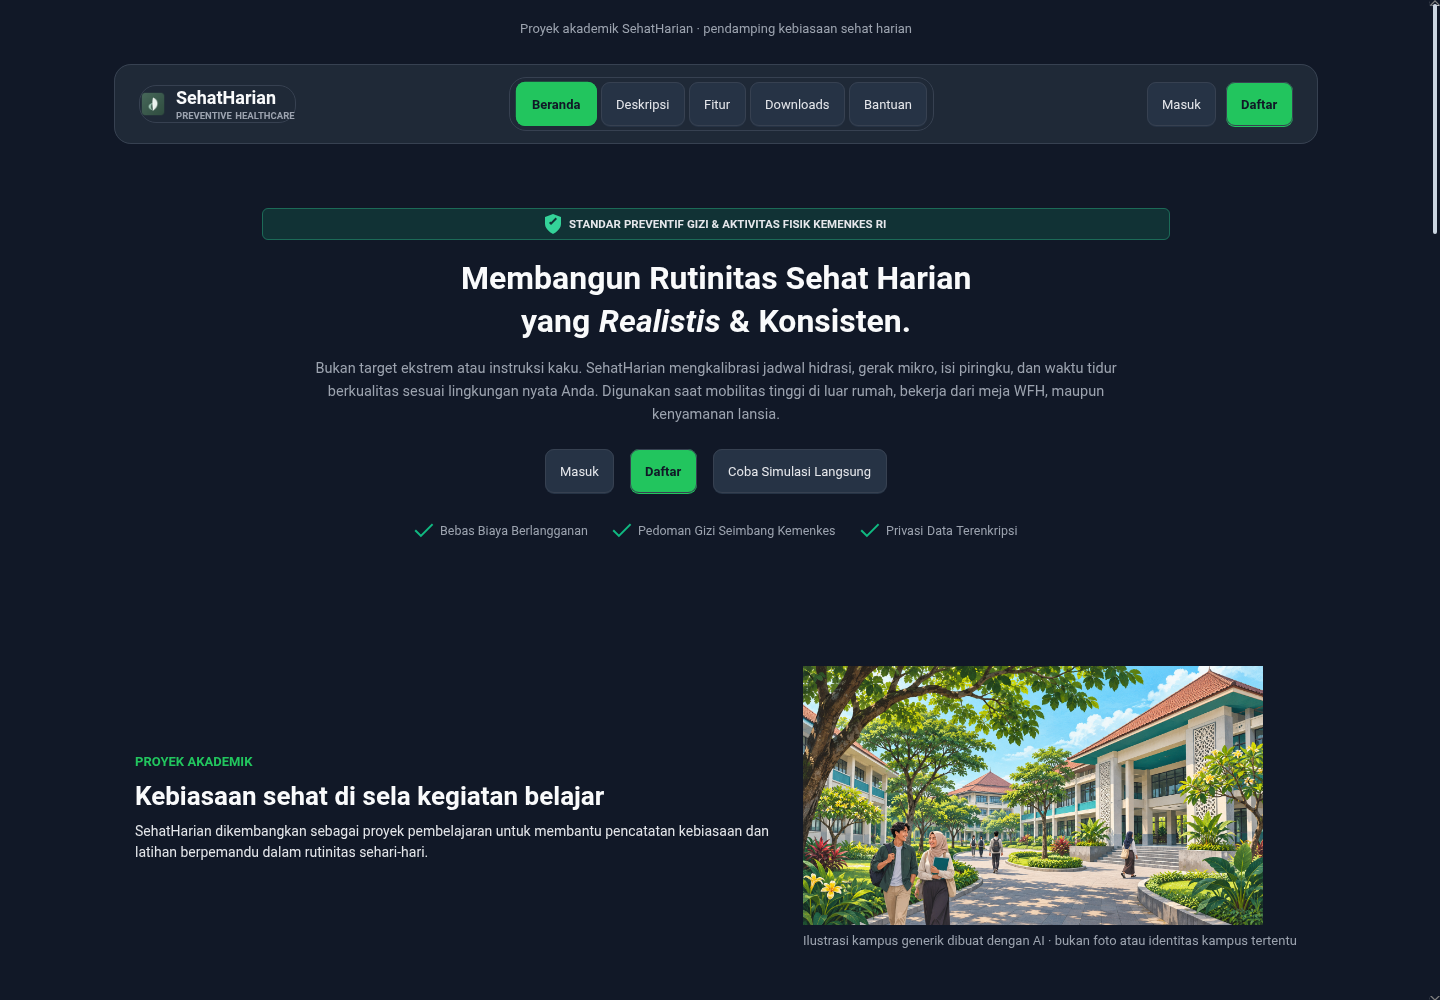 Proyek akademik SehatHarian · pendamping kebiasaan sehat harian
SehatHarian
PREVENTIVE HEALTHCARE
Beranda
Deskripsi
Fitur
Downloads
Bantuan
Masuk
Daftar
STANDAR PREVENTIF GIZI & AKTIVITAS FISIK KEMENKES RI
Membangun Rutinitas Sehat Harian
yang Realistis & Konsisten.
Bukan target ekstrem atau instruksi kaku. SehatHarian mengkalibrasi jadwal hidrasi, gerak mikro, isi piringku, dan waktu tidur
berkualitas sesuai lingkungan nyata Anda. Digunakan saat mobilitas tinggi di luar rumah, bekerja dari meja WFH, maupun
kenyamanan lansia.
Masuk
Daftar
Coba Simulasi Langsung
Bebas Biaya Berlangganan
Pedoman Gizi Seimbang Kemenkes
Privasi Data Terenkripsi
PROYEK AKADEMIK
Kebiasaan sehat di sela kegiatan belajar
SehatHarian dikembangkan sebagai proyek pembelajaran untuk membantu pencatatan kebiasaan dan
latihan berpemandu dalam rutinitas sehari-hari.
Ilustrasi kampus generik dibuat dengan AI · bukan foto atau identitas kampus tertentu